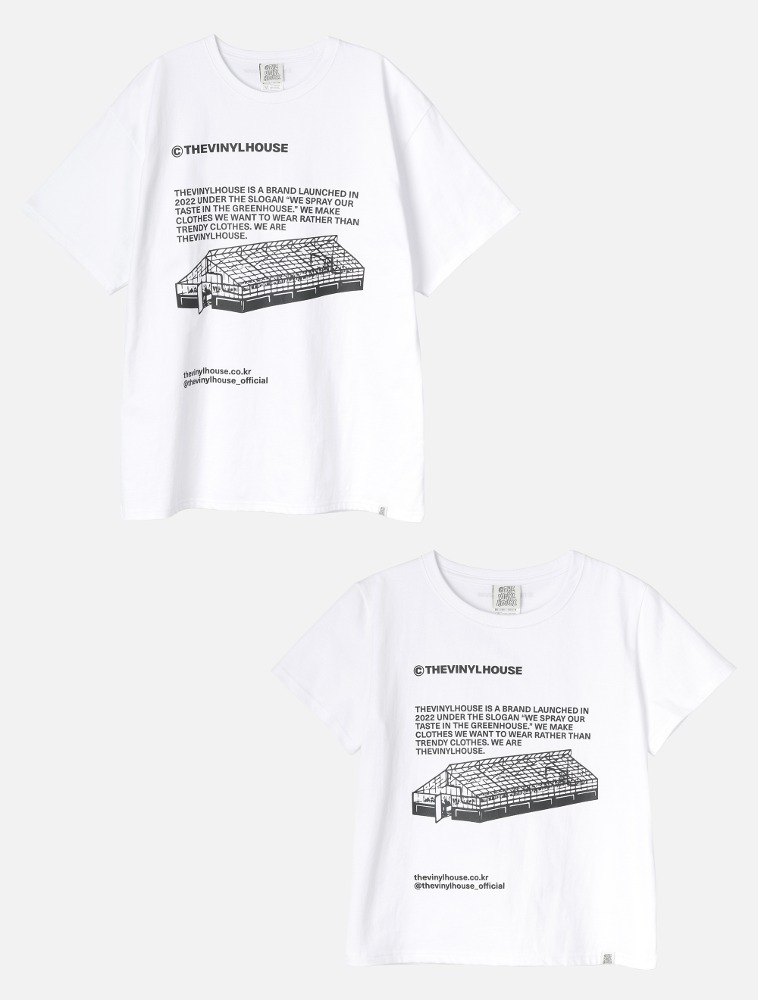 ©THEVINYLHOUSE
THEVINYLHOUSE IS A BRAND LAUNCHED IN
2022 UNDER THE SLOGAN "WE SPRAY OUR
TASTE IN THE GREENHOUSE." WE MAKE
CLOTHES WE WANT TO WEAR RATHER THAN
TRENDY CLOTHES. WE ARE
THEVINYLHOUSE.
thevinylhouse.co.kr
@thevinylhouse_official
©THEVINYLHOUSE
THEVINYLHOUSE IS A BRAND LAUNCHED IN
2022 UNDER THE SLOGAN "WE SPRAY OUR
TASTE IN THE GREENHOUSE." WE MAKE
CLOTHES WE WANT TO WEAR RATHER THAN
TRENDY CLOTHES. WE ARE
THEVINYLHOUSE.
thevinylhouse.co.kr
@thevinylhouse_official